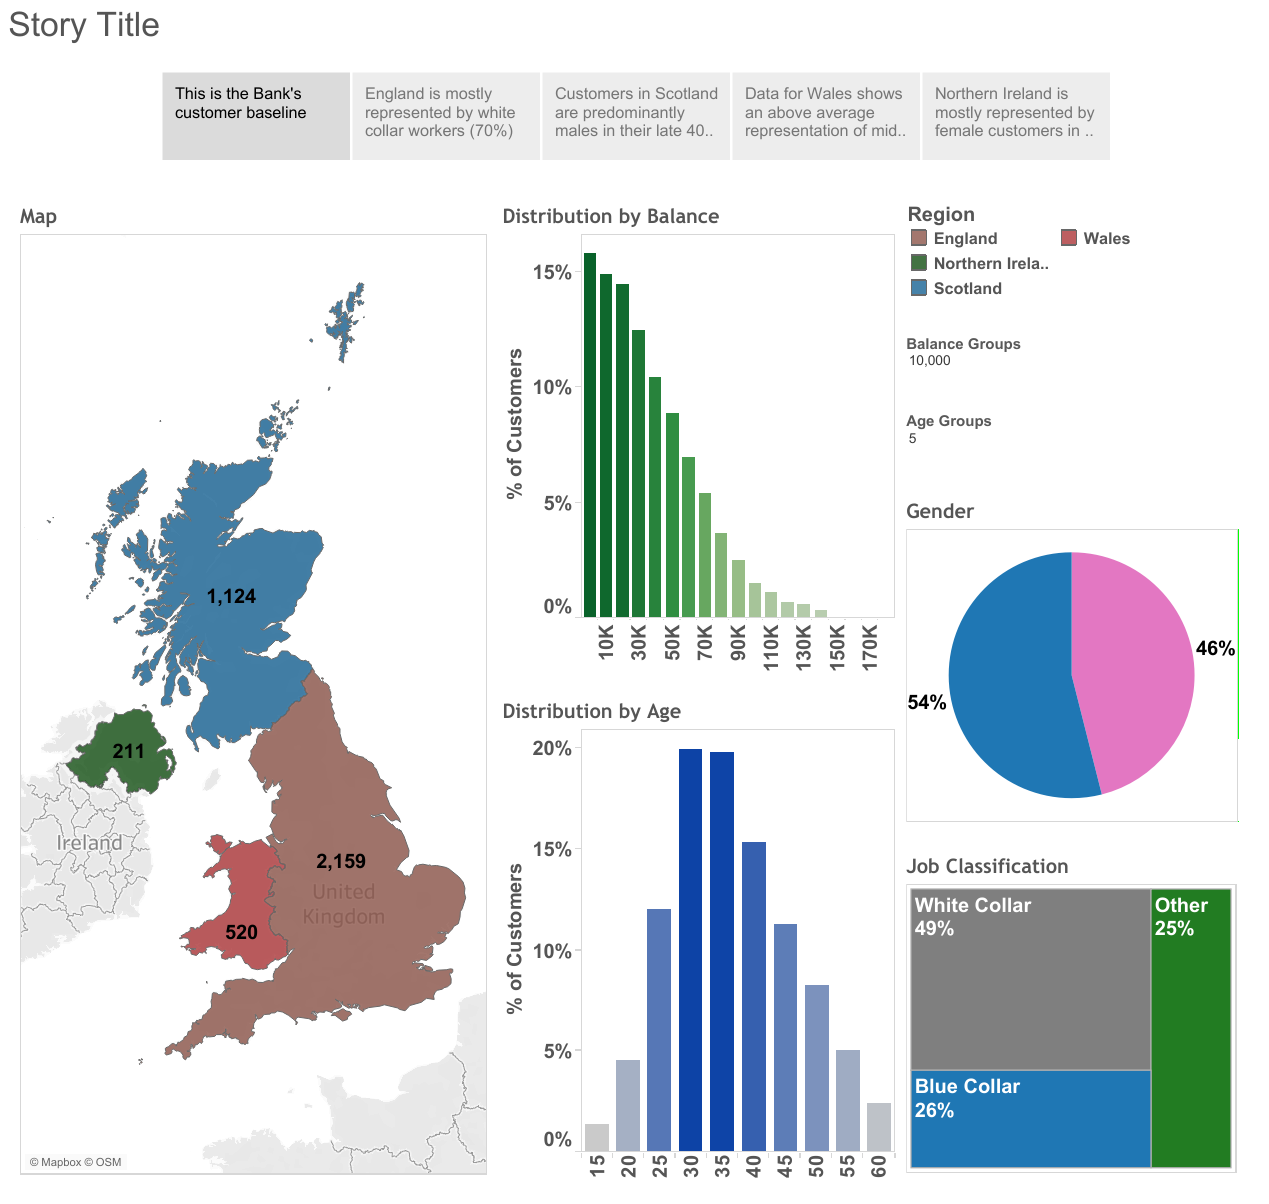 Story Title
This is the Bank's
customer baseline
England is mostly
represented by white
collar workers (70%)
Customers in Scotland
are predominantly
males in their late 40..
Data for Wales shows
an above average
representation of mid..
Northern Ireland is
mostly represented by
female customers in ..
Map
1,124
211
Ireland
2,159
United
Kingdom
520
© Mapbox © OSM
Distribution by Balance
% of Customers
15%
10%
5%
0%
10K
30K
50K
70K
90K
110K
130K
150K
170K
Distribution by Age
% of Customers
20%
15%
10%
5%
0%
15
20
25
30
35
40
45
50
55
60
Region
England
Wales
Northern Irela..
Scotland
Balance Groups
10,000
Age Groups
5
Gender
46%
54%
Job Classification
White Collar
49%
Other
25%
Blue Collar
26%